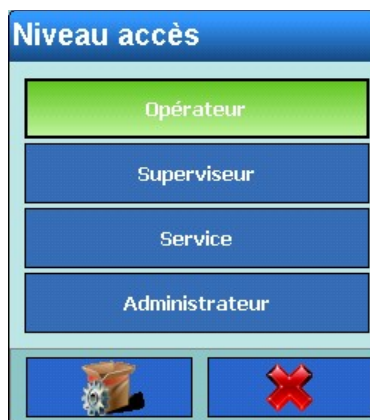 Niveau accès
Opérateur
Superviseur
Service
Administrateur